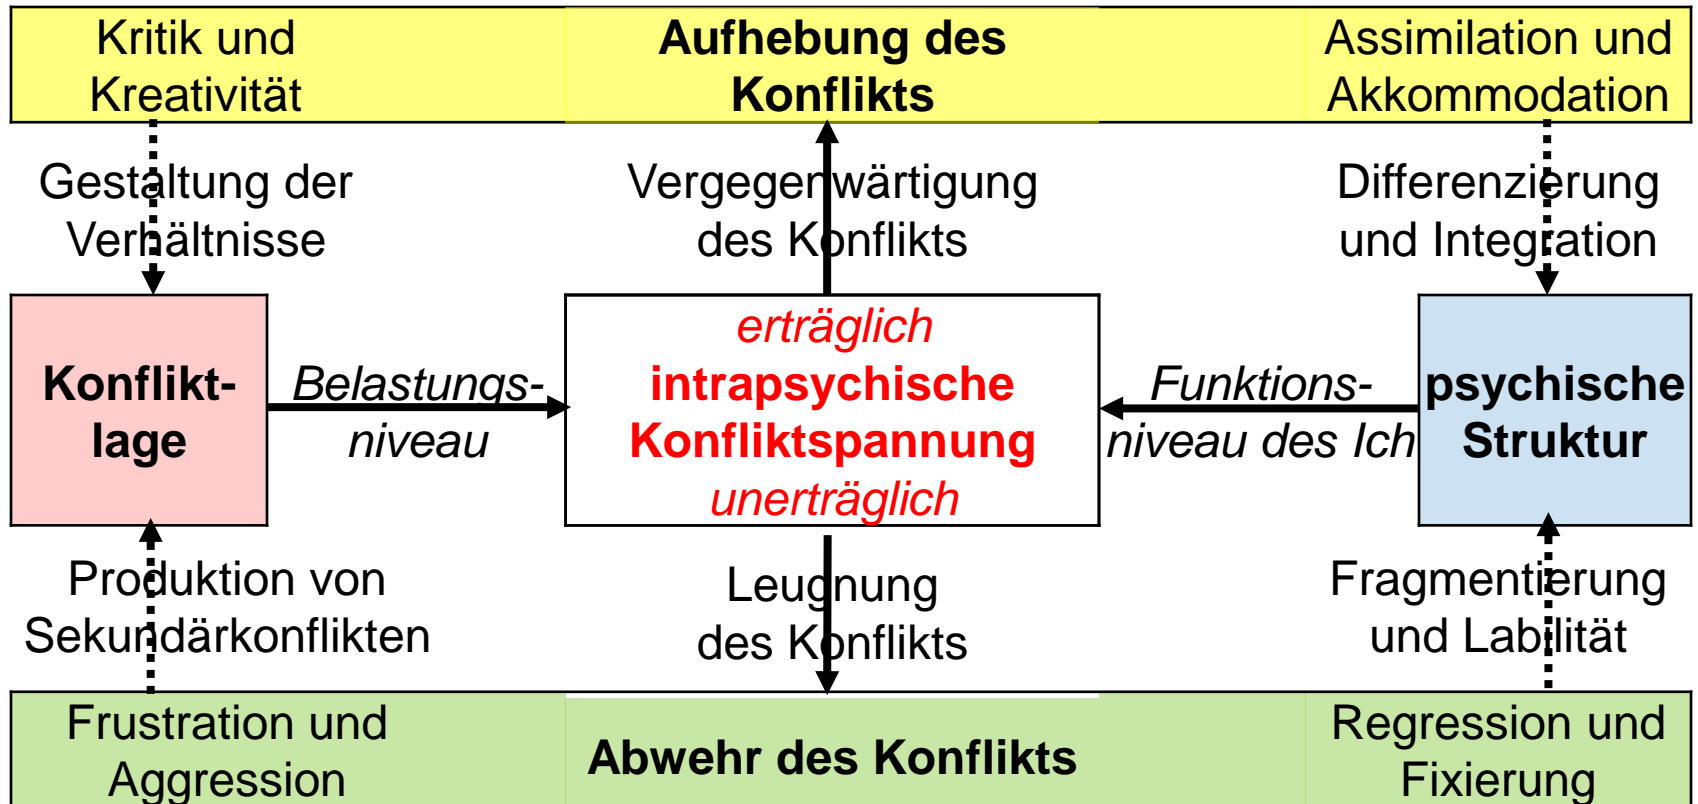 Kritik und
Kreativität
Aufhebung des
Konflikts
Assimilation und
Akkommodation
Gestaltung der
Verhältnisse
Vergegenwärtigung
des Konflikts
Differenzierung
und Integration
Konflikt-
lage
Belastungs-
niveau
erträglich
intrapsychische
Konfliktspannung
unerträglich
Funktions-
niveau des Ich
psychische
Struktur
Produktion von
Sekundärkonflikten
Leugnung
des Konflikts
Fragmentierung
und Labilität
Frustration und
Aggression
Abwehr des Konflikts
Regression und
Fixierung